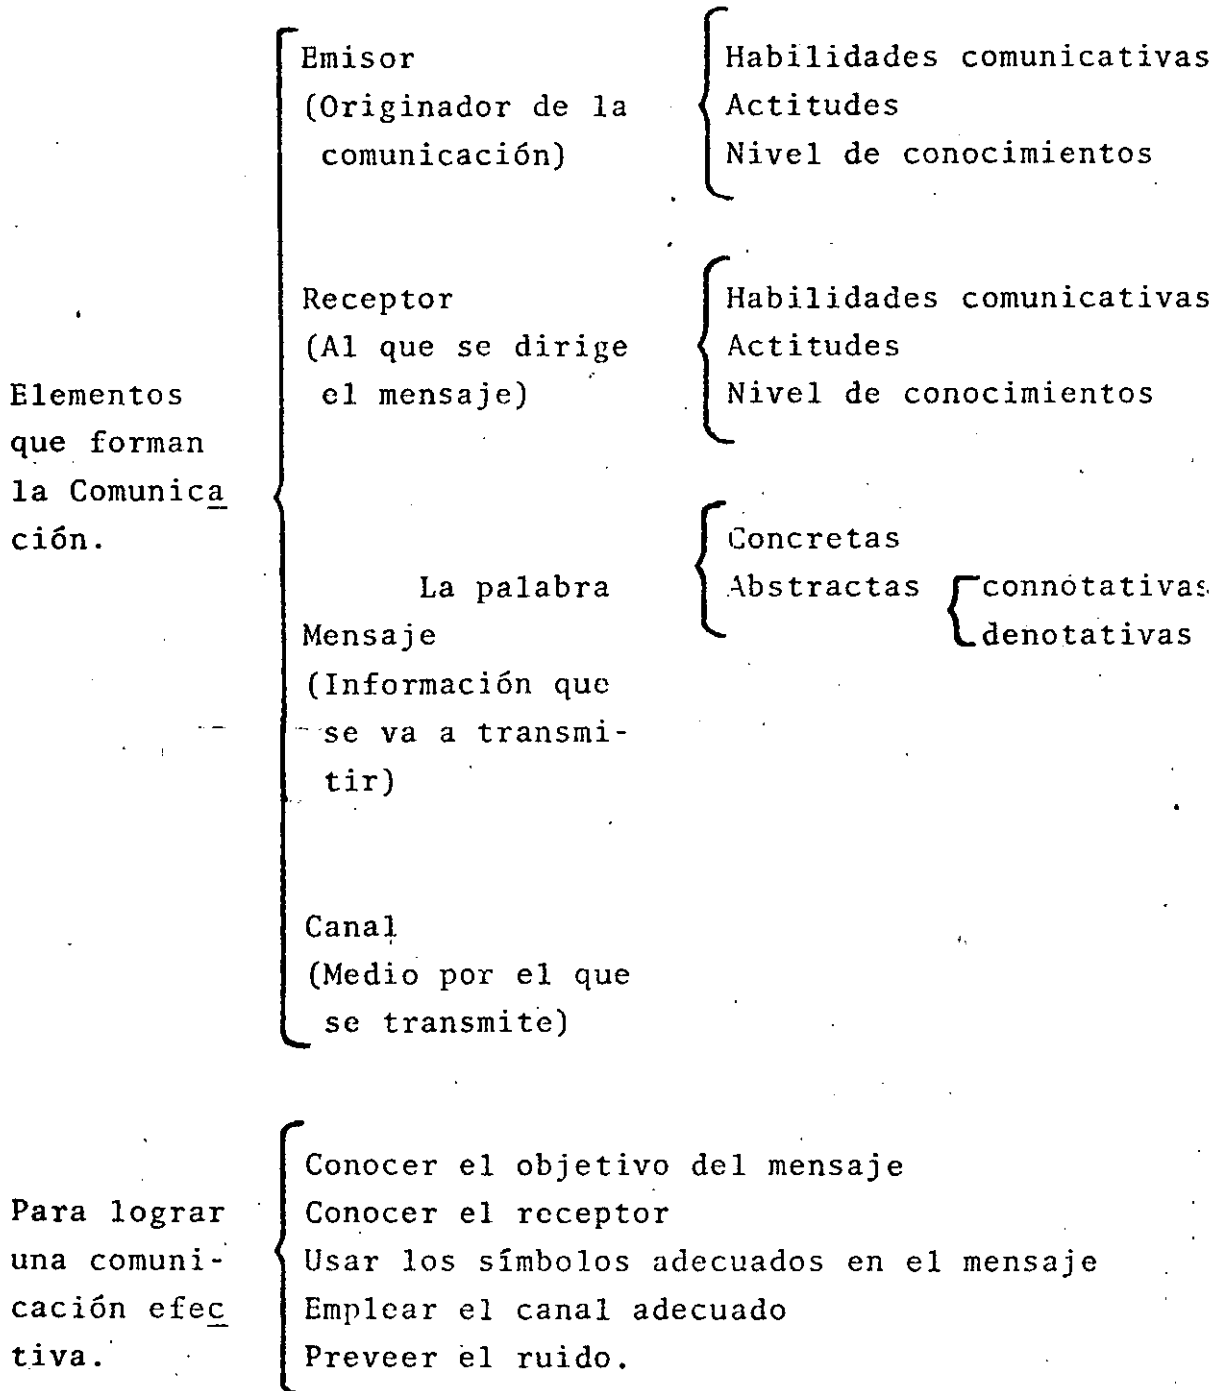 Emisor
(Originador de la
comunicación)
Habilidades comunicativas
Actitudes
Nivel de conocimientos
Receptor
(Al que se dirige
el mensaje)
Habilidades comunicativas
Actitudes
Nivel de conocimientos
Elementos
que forman
la Comunica
ción.
La palabra
Concretas
Abstractas
connotativas
denotativas
Mensaje
(Información que
se va a transmi-
tir)
Canal
(Medio por el que
se transmite)
Para lograr
una comuni-
cación efec
tiva.
Conocer el objetivo del mensaje
Conocer el receptor
Usar los símbolos adecuados en el mensaje
Emplear el canal adecuado
Preveer el ruido.